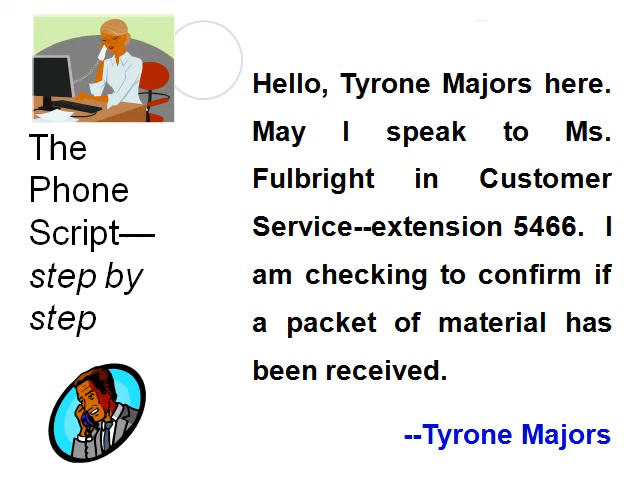 The
Phone
Script—
step by
step
Hello, Tyrone Majors here.
May I speak to Ms.
Fulbright in Customer
Service--extension 5466. I
am checking to confirm if
a packet of material has
been received.
--Tyrone Majors